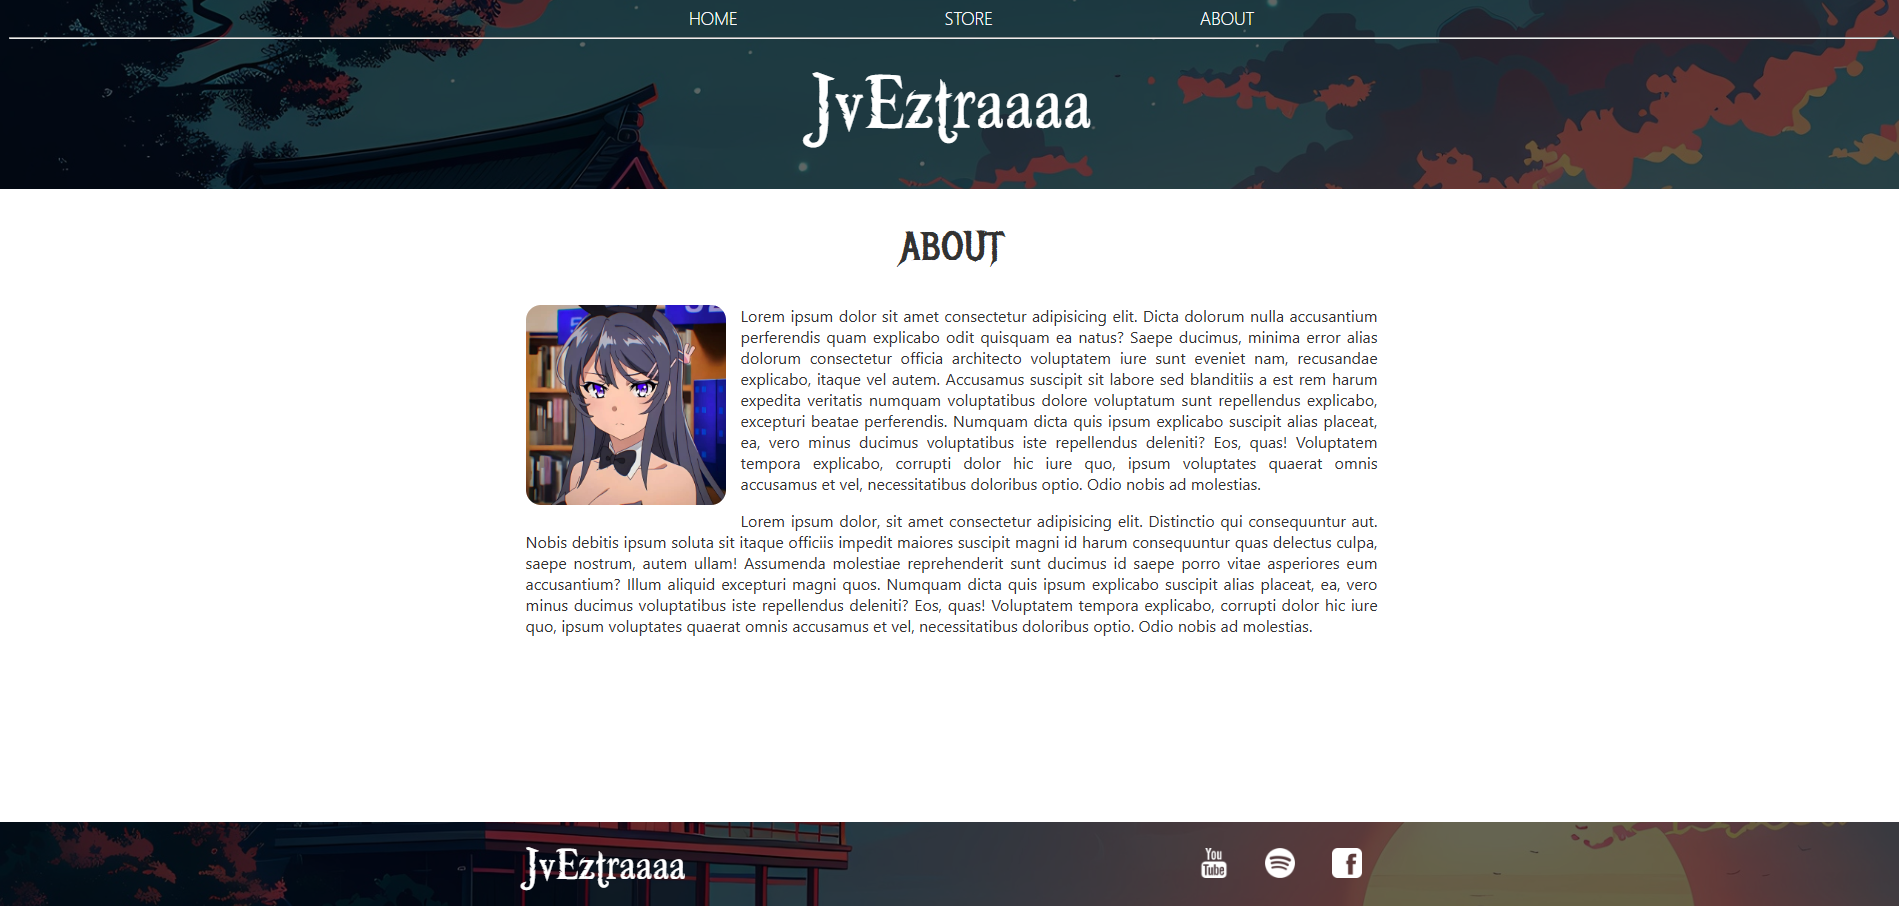 HOME STORE ABOUT
JvEztraaaa
ABOUT
Lorem ipsum dolor sit amet consectetur adipisicing elit. Dicta dolorum nulla accusantium
perferendis quam explicabo odit quisquam ea natus? Saepe ducimus, minima error alias
dolorum consectetur officia architecto voluptatem iure sunt eveniet nam, recusandae
explicabo, itaque vel autem. Accusamus suscipit sit labore sed blanditiis a est rem harum
expedita veritatis numquam voluptatibus dolore voluptatum sunt repellendus explicabo,
excepturi beatae perferendis. Numquam dicta quis ipsum explicabo suscipit alias placeat,
ea, vero minus ducimus voluptatibus iste repellendus deleniti? Eos, quas! Voluptatem
tempora explicabo, corrupti dolor hic iure quo, ipsum voluptates quaerat omnis
accusamus et vel, necessitatibus doloribus optio. Odio nobis ad molestias.
Lorem ipsum dolor, sit amet consectetur adipisicing elit. Distinctio qui consequuntur aut.
Nobis debitis ipsum soluta sit itaque officiis impedit maiores suscipit magni id harum consequuntur quas delectus culpa,
saepe nostrum, autem ullam! Assumenda molestiae reprehenderit sunt ducimus id saepe porro vitae asperiores eum
accusantium? Illum aliquid excepturi magni quos. Numquam dicta quis ipsum explicabo suscipit alias placeat, ea, vero
minus ducimus voluptatibus iste repellendus deleniti? Eos, quas! Voluptatem tempora explicabo, corrupti dolor hic iure
quo, ipsum voluptates quaerat omnis accusamus et vel, necessitatibus doloribus optio. Odio nobis ad molestias.
JvEztraaaa
You
Tube